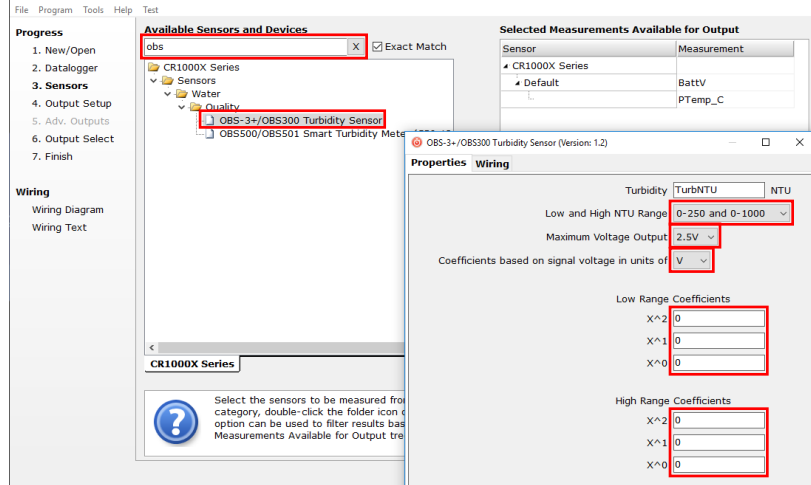 File Program Tools Help Test
Progress
1. New/Open
2. Datalogger
3. Sensors
4. Output Setup
5. Adv. Outputs
6. Output Select
7. Finish
Wiring
Wiring Diagram
Wiring Text
Available Sensors and Devices
obs X Exact Match
CR1000X Series
Sensors
Water
Quality
OBS-3+/OBS300 Turbidity Sensor
OBS500/OBS501 Smart Turbidity Mete
CR1000X Series
Select the sensors to be measured fro
category, double-click the folder icon
option can be used to filter results bas
Measurements Available for Output tre
Selected Measurements Available for Output
Sensor Measurement
CR1000X Series
Default BattV
PTemp_C
OBS-3+/OBS300 Turbidity Sensor (Version: 1.2)
Properties Wiring
Turbidity TurbNTU NTU
Low and High NTU Range 0-250 and 0-1000
Maximum Voltage Output 2.5V
Coefficients based on signal voltage in units of V
Low Range Coefficients
X^2 0
X^1 0
X^0 0
High Range Coefficients
X^2 0
X^1 0
X^0 0